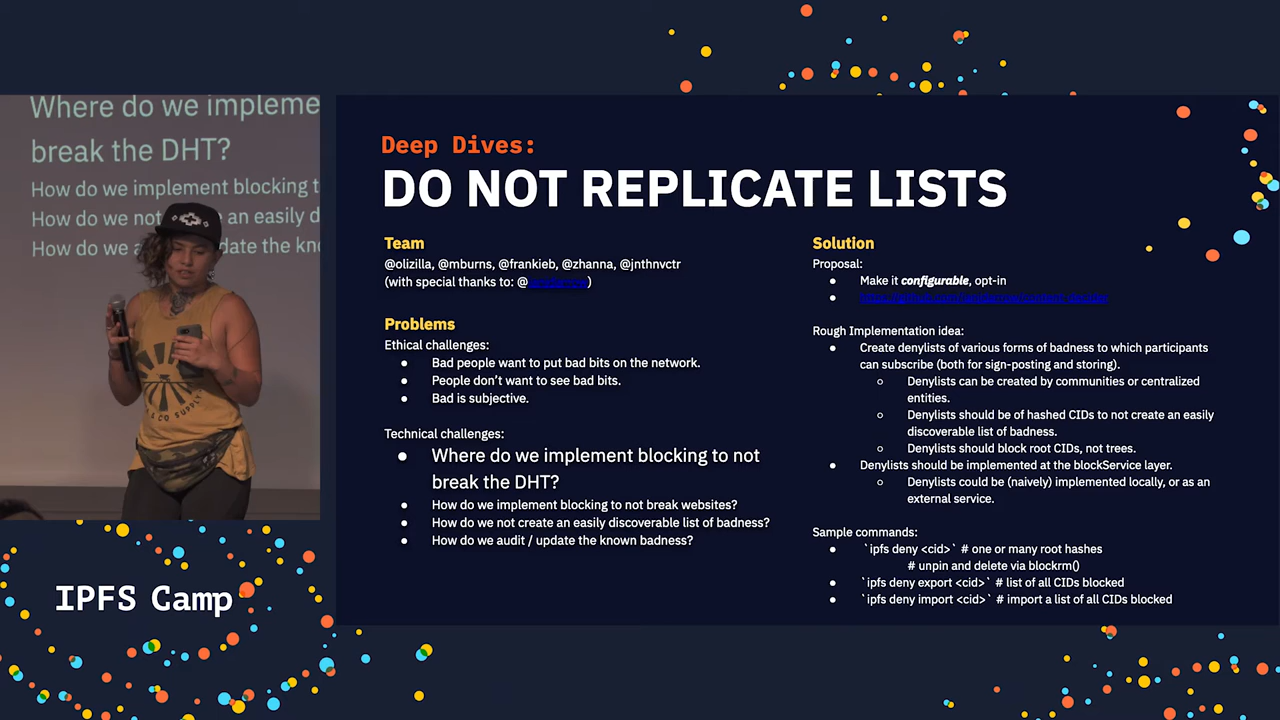 Where do we impleme
break the DHT?
How do we implement blocking t
How do we not an easily d
How do we a date the kno
IPFS Camp
Deep Dives:
DO NOT REPLICATE LISTS
Team
@olizilla, @mburns, @frankieb, @zhanna, @jnthnvctr
(with special thanks to: @ )
Problems
Ethical challenges:
Bad people want to put bad bits on the network.
People don't want to see bad bits.
Bad is subjective.
Technical challenges:
Where do we implement blocking to not
break the DHT?
How do we implement blocking to not break websites?
How do we not create an easily discoverable list of badness?
How do we audit / update the known badness?
Solution
Proposal:
Make it configurable, opt-in
Rough Implementation idea:
Create denylists of various forms of badness to which participants
can subscribe (both for sign-posting and storing).
Denylists can be created by communities or centralized
entities.
Denylists should be of hashed CIDs to not create an easily
discoverable list of badness.
Denylists should block root CIDs, not trees.
Denylists should be implemented at the blockService layer.
Denylists could be (naively) implemented locally, or as an
external service.
Sample commands:
`ipfs deny <cid>` # one or many root hashes
# unpin and delete via blockrm()
`ipfs deny export <cid>` # list of all CIDs blocked
`ipfs deny import <cid>` # import a list of all CIDs blocked